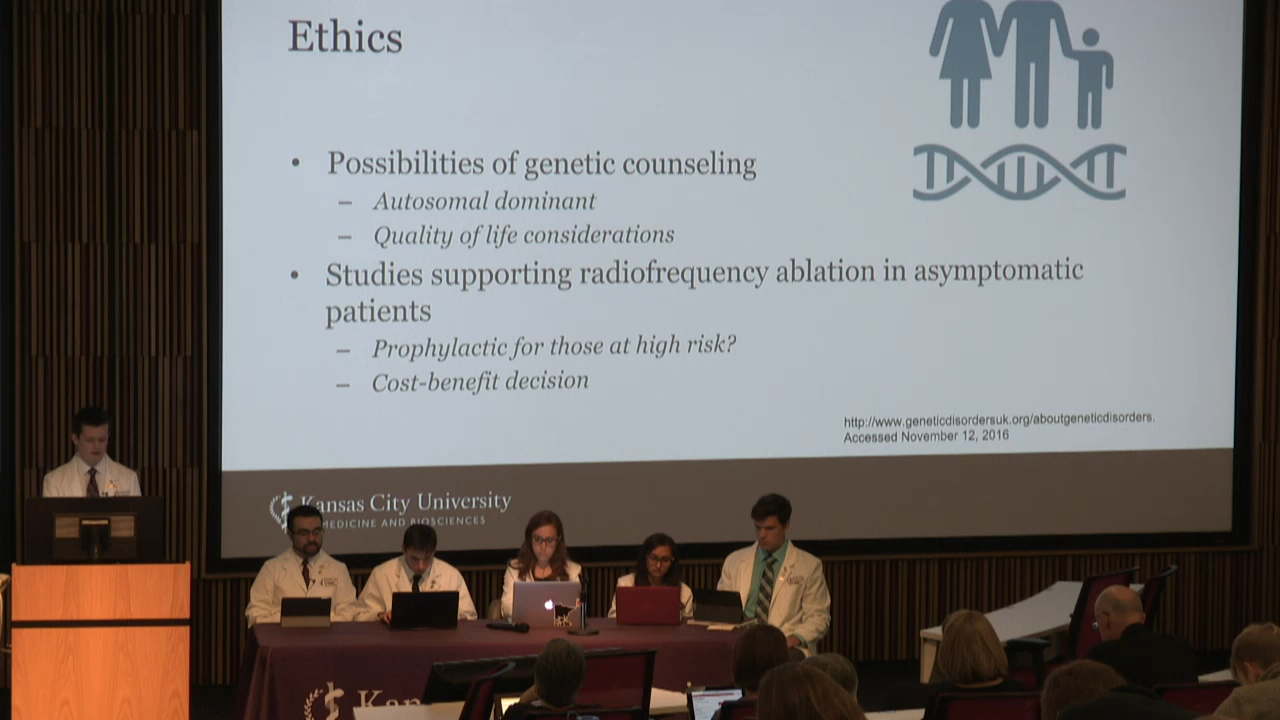 Ethics
• Possibilities of genetic counseling
– Autosomal dominant
– Quality of life considerations
• Studies supporting radiofrequency ablation in asymptomatic
patients
– Prophylactic for those at high risk?
– Cost-benefit decision
http://www.geneticdisordersuk.org/aboutgeneticdisorders.
Accessed November 12, 2016
Kansas City University
MEDICINE AND BIOSCIENCES
Kan